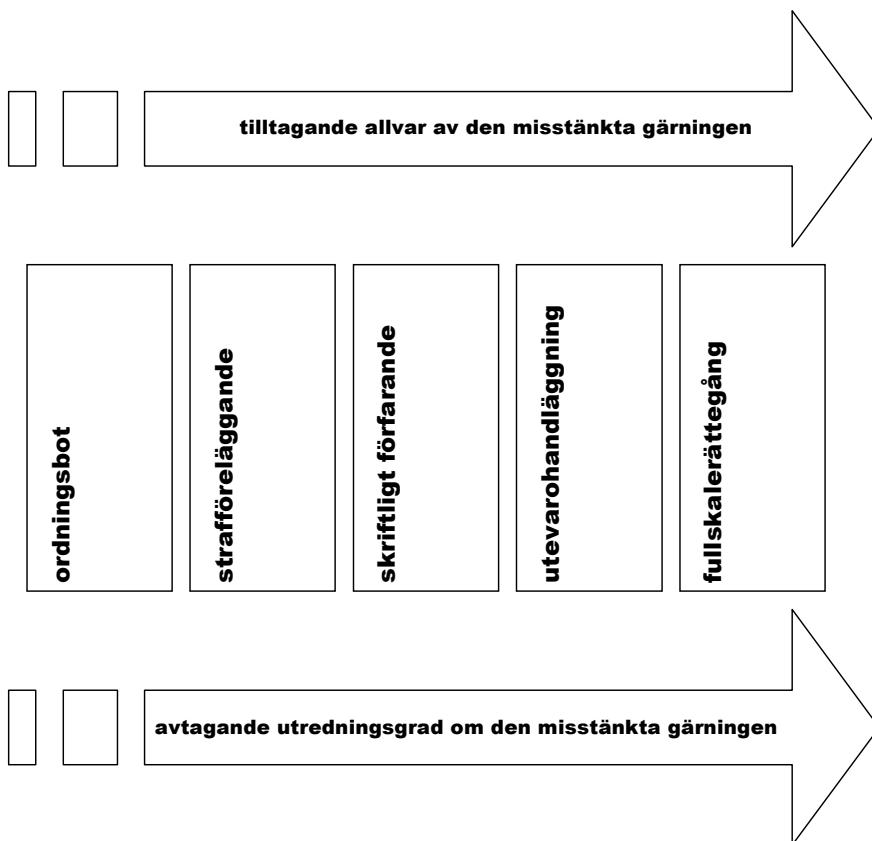 tilltagande allvar av den misstänkta gärningen
ordningsbot
strafföreläggande
skriftligt förfarande
utevarohandläggning
fullskalerättegång
avtagande utredningsgrad om den misstänkta gärningen